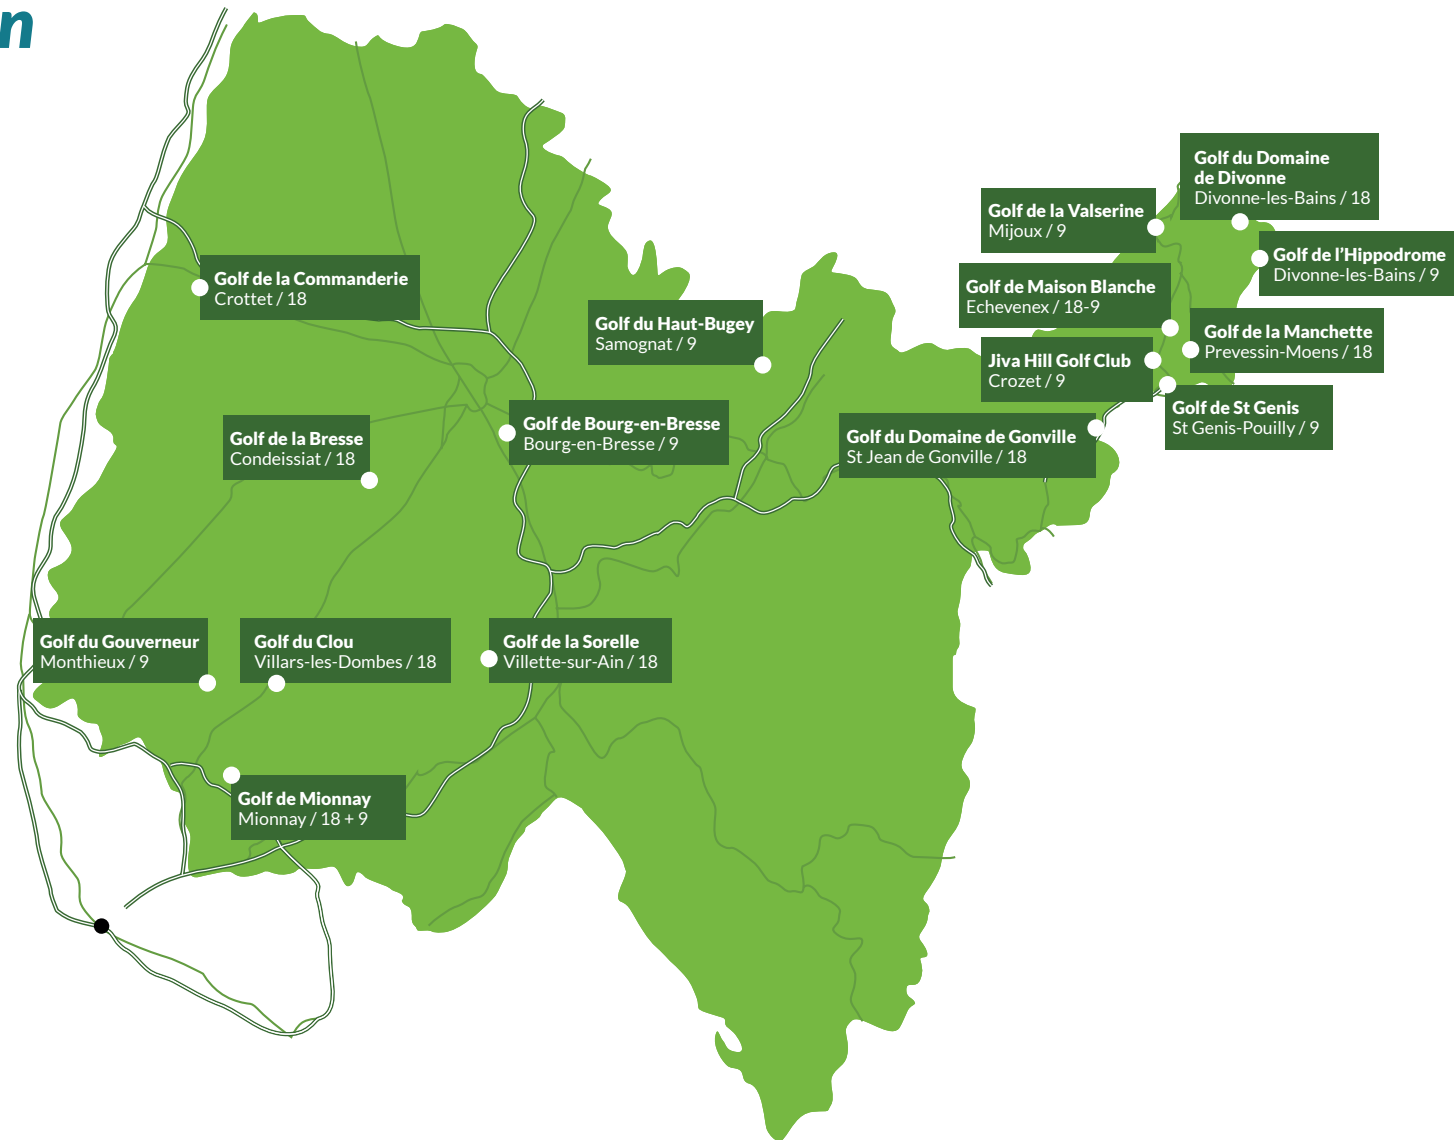 n
Golf du Domaine
de Divonne
Divonne-les-Bains / 18
Golf de la Valserine
Mijoux / 9
Golf de l'Hippodrome
Divonne-les-Bains / 9
Golf de la Commanderie
Crottet / 18
Golf de Maison Blanche
Echevenex / 18-9
Golf du Haut-Bugey
Samognat / 9
Golf de la Manchette
Prevessin-Moens / 18
Jiva Hill Golf Club
Crozet / 9
Golf de St Genis
St Genis-Pouilly / 9
Golf de la Bresse
Condeissiat / 18
Golf de Bourg-en-Bresse
Bourg-en-Bresse / 9
Golf du Domaine de Gonville
St Jean de Gonville / 18
Golf du Gouverneur
Monthieux / 9
Golf du Clou
Villars-les-Dombes / 18
Golf de la Sorelle
Villette-sur-Ain / 18
Golf de Mionnay
Mionnay / 18 + 9